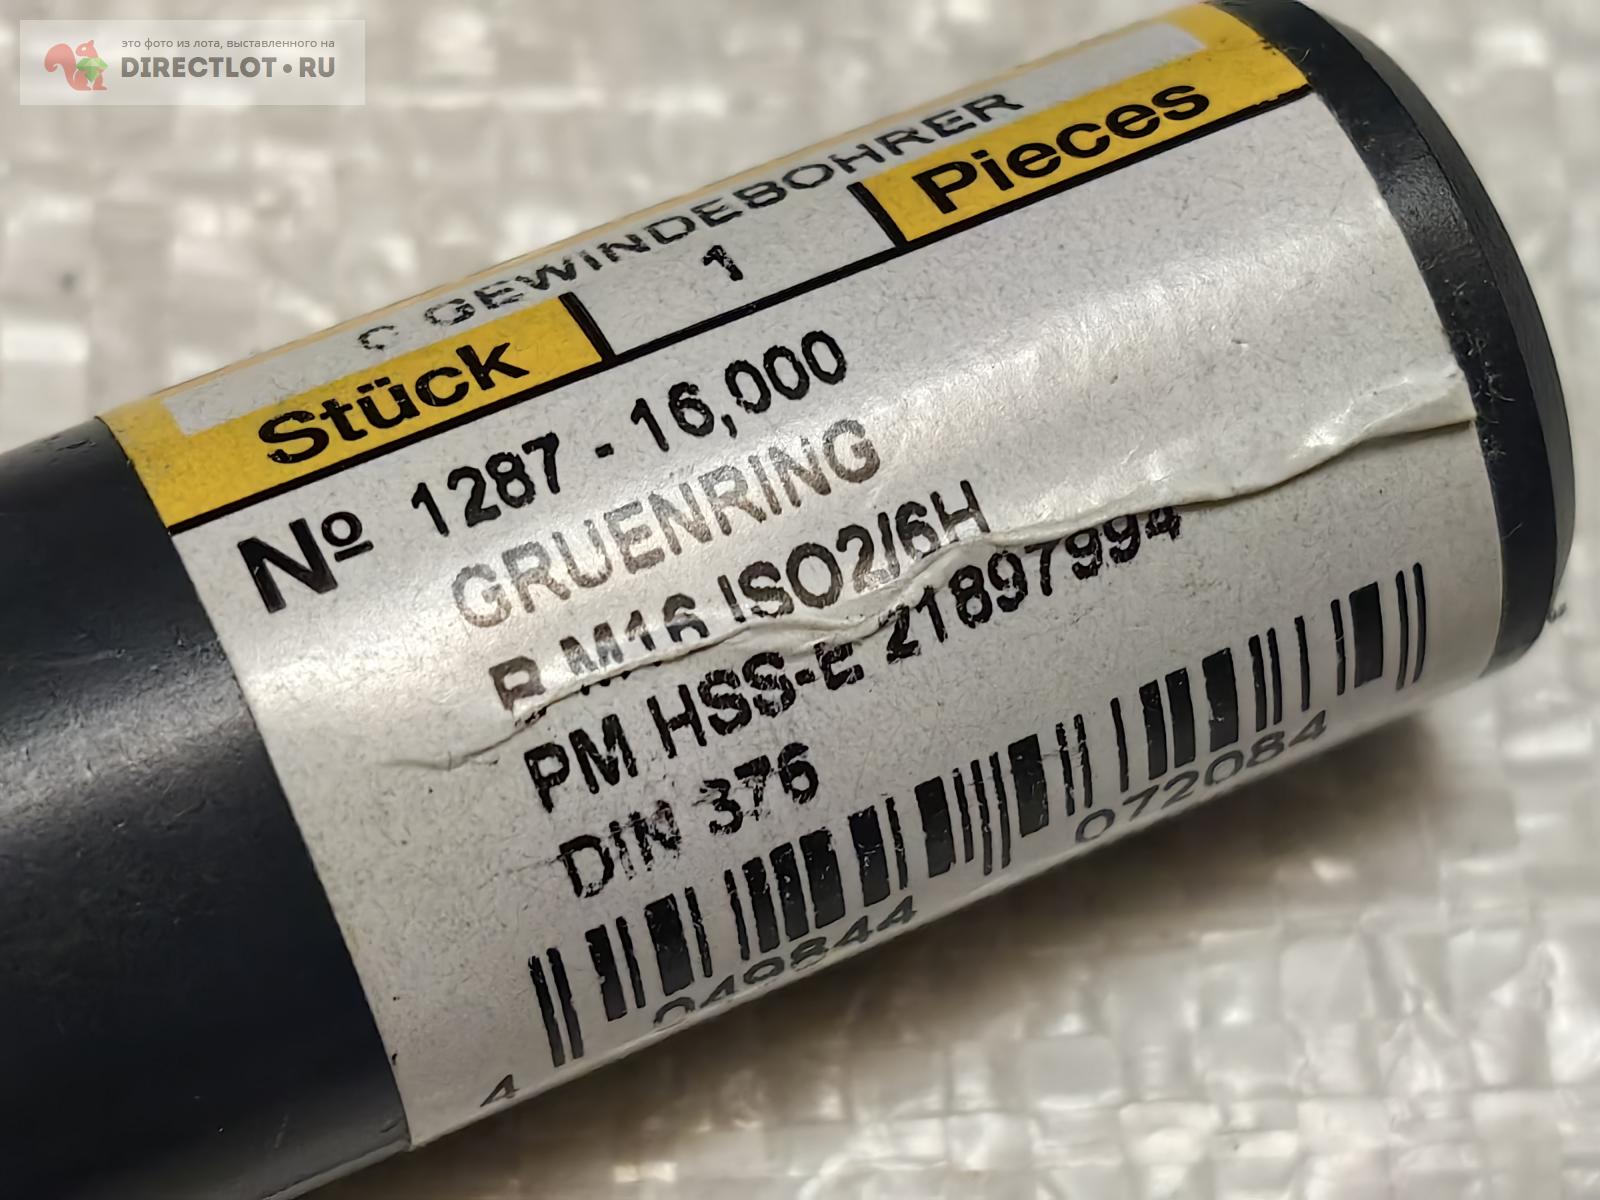 это фото из лота, выставленного на
DIRECTLOT•RU
C GEWINDEBOHRER
Stück 1 Pieces
Nº 1287 - 16,000
GRUENRING
B M16 ISO2/6H
PM HSS-E 21897994
DIN 376
4 049844 072084